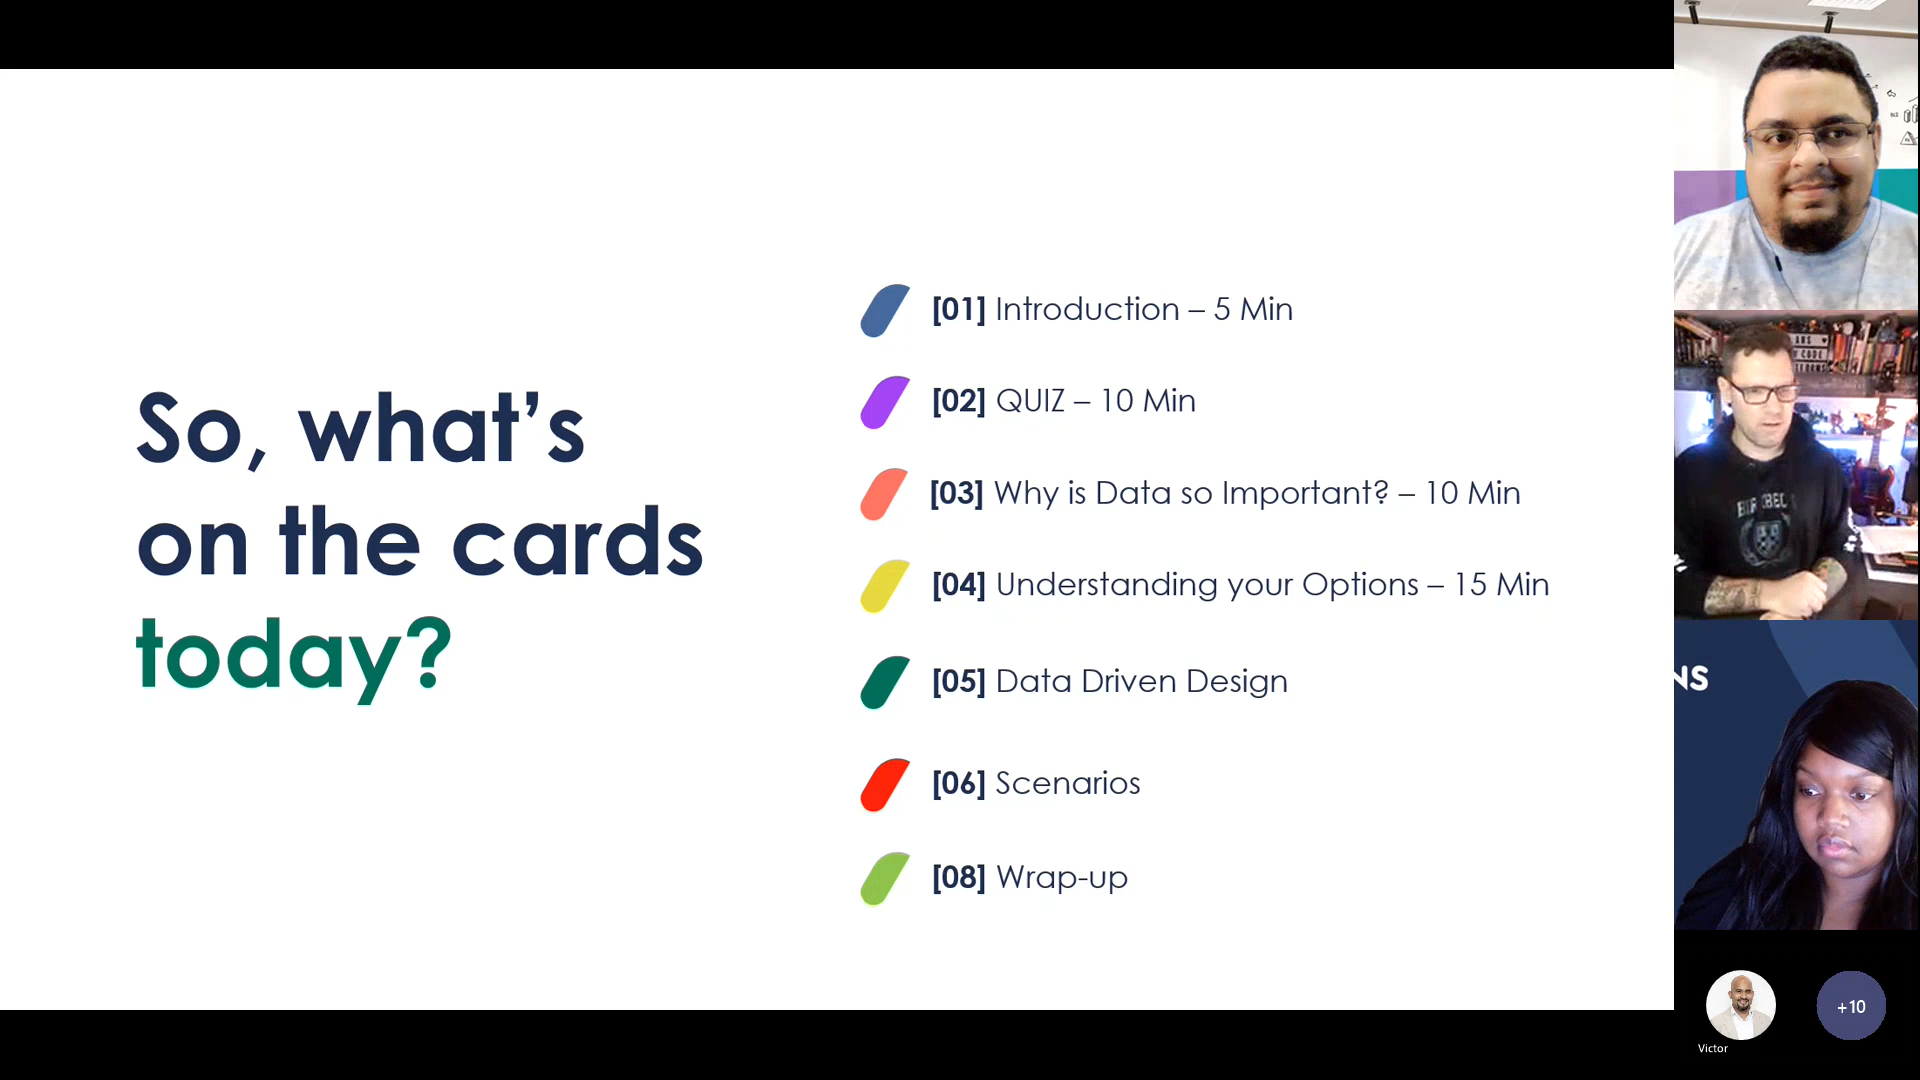 So, what’s
on the cards
today?
[01] Introduction – 5 Min
[02] QUIZ – 10 Min
[03] Why is Data so Important? – 10 Min
[04] Understanding your Options – 15 Min
[05] Data Driven Design
[06] Scenarios
[08] Wrap-up
NS
Victor
+10